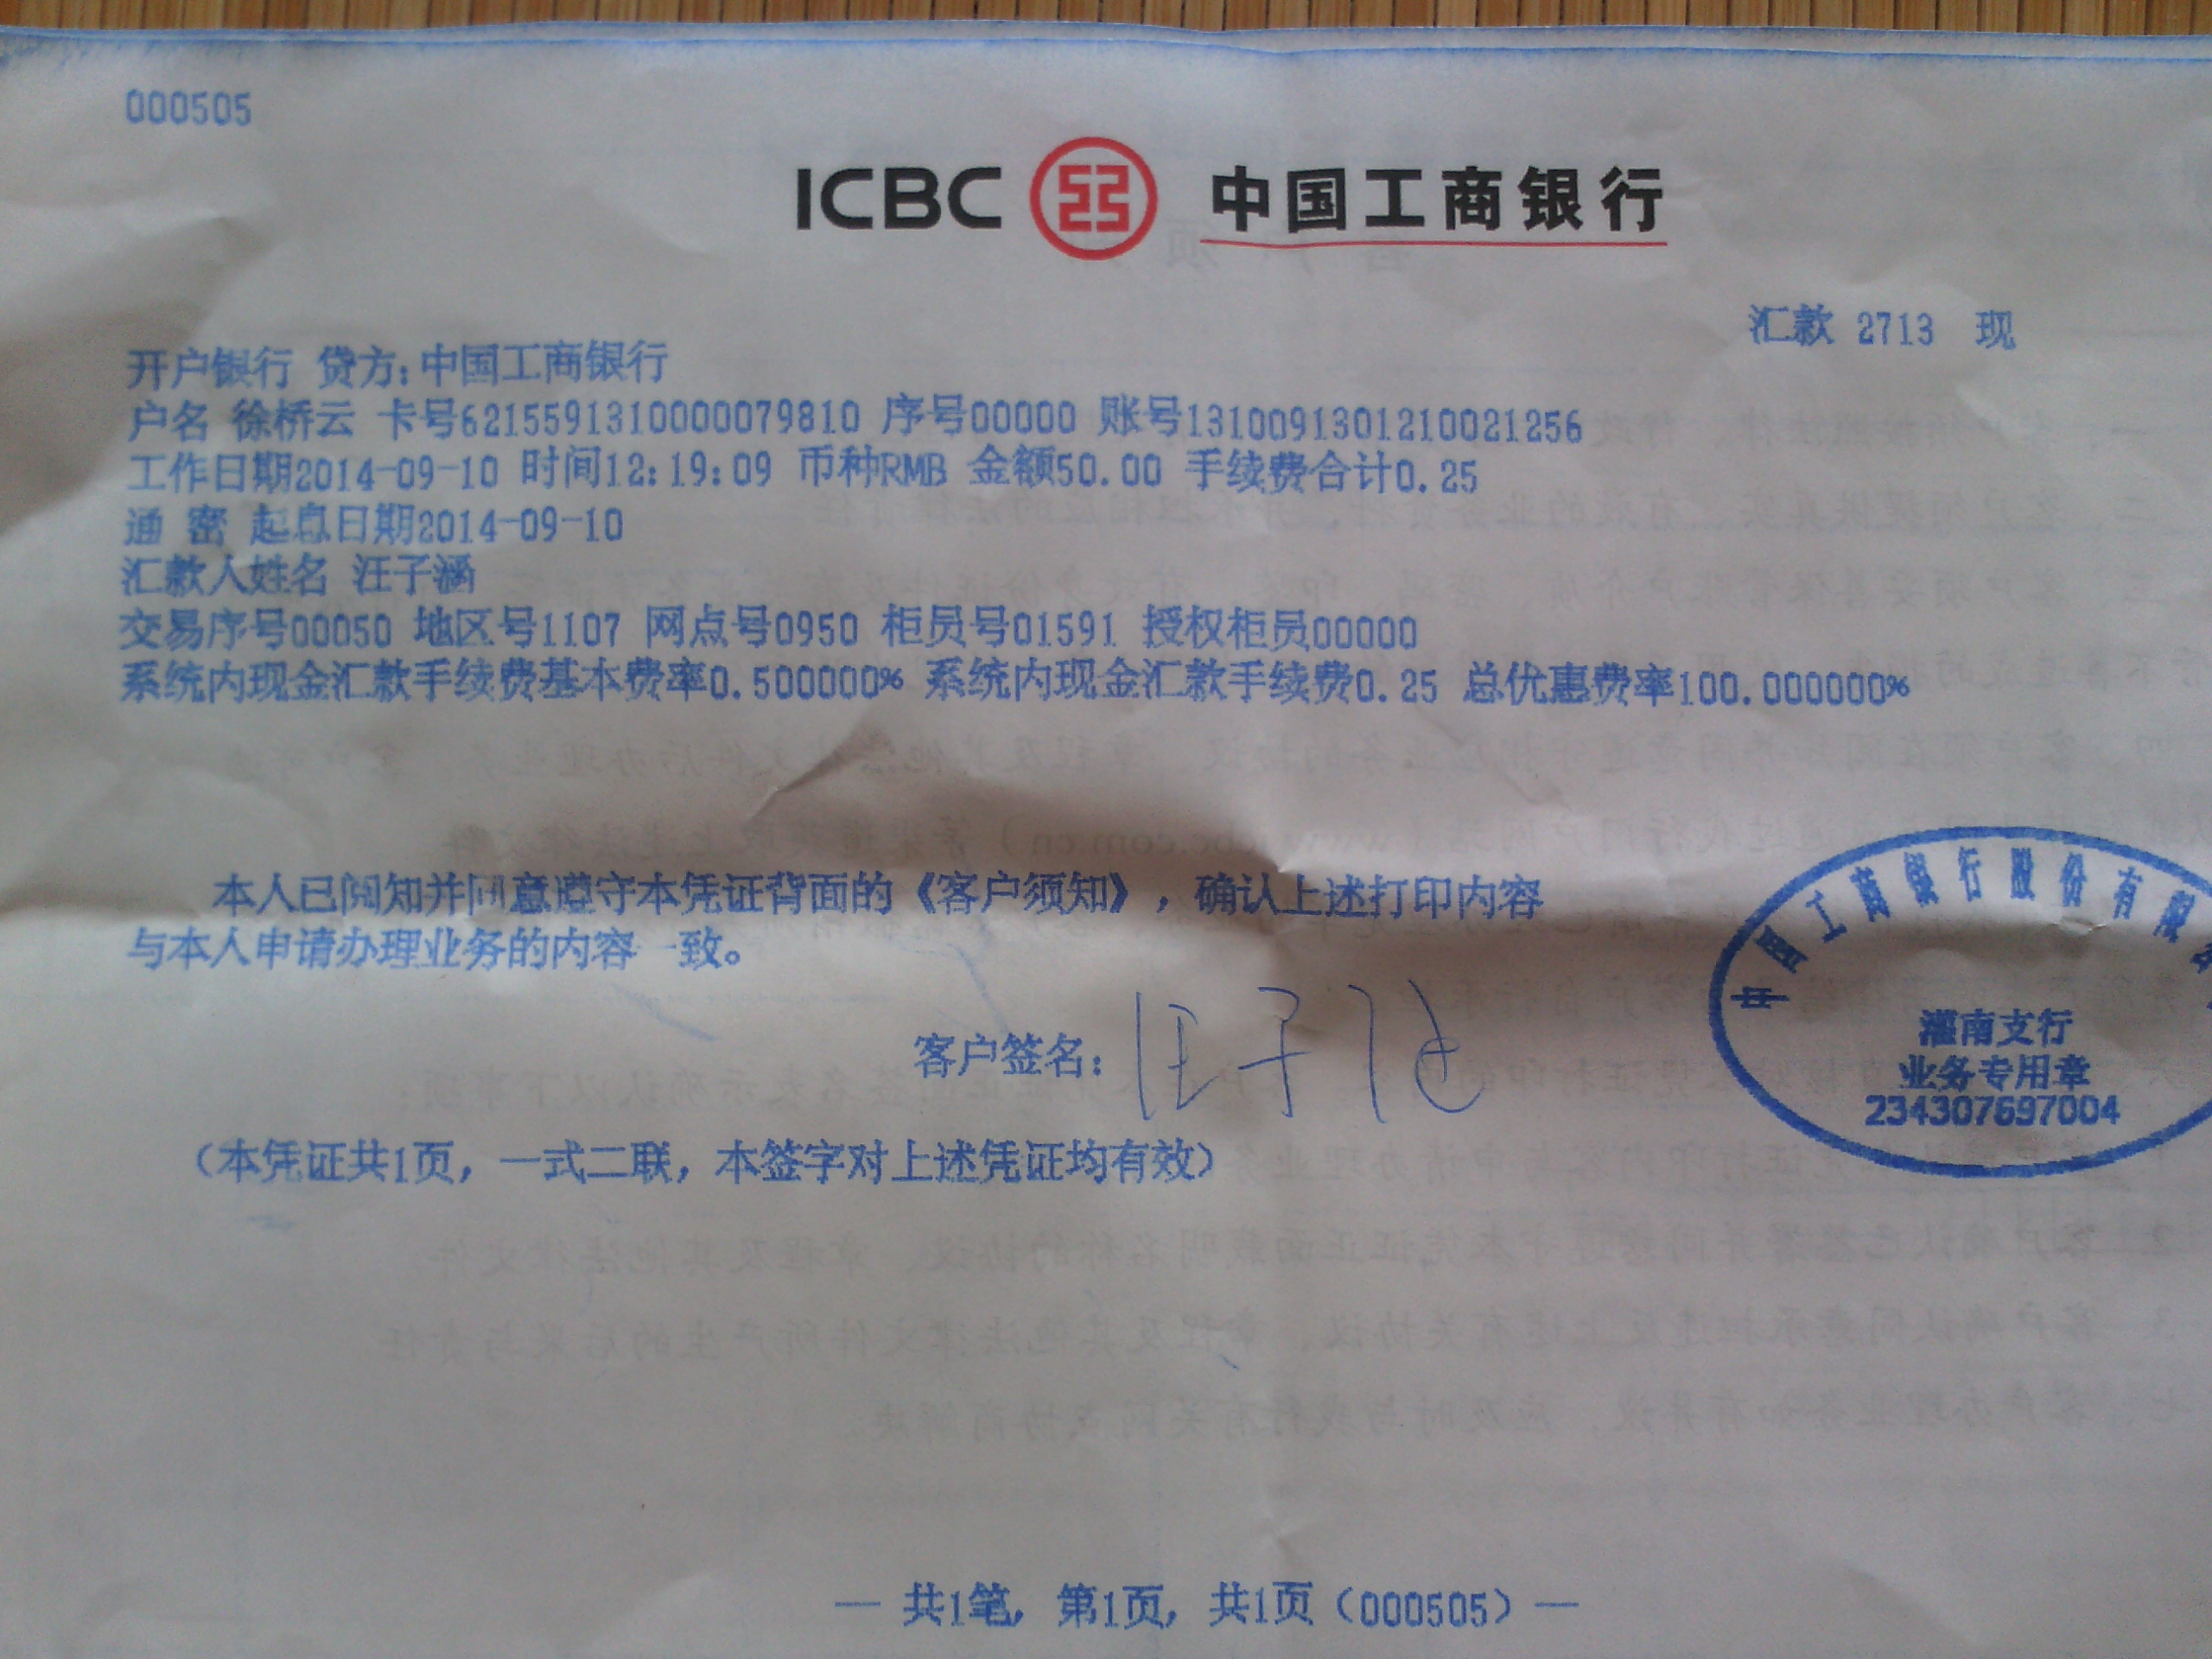 000505
ICBC 中国工商银行
汇款 2713 现
开户银行 贷方:中国工商银行
户名 徐桥云 卡号6215591310000079810 序号00000 账号1310091301210021256
工作日期2014-09-10 时间12:19:09 币种RMB 金额50.00 手续费合计0.25
通 密 起息日期2014-09-10
汇款人姓名 汪子涵
交易序号00050 地区号1107 网点号0950 柜员号01591 授权柜员00000
系统内现金汇款手续费基本费率0.500000% 系统内现金汇款手续费0.25 总优惠费率100.000000%
本人已阅知并同意遵守本凭证背面的《客户须知》，确认上述打印内容
与本人申请办理业务的内容一致。
中国工商银行股份有限
灌南支行
业务专用章
234307697004
客户签名: 汪子涵
（本凭证共1页，一式二联，本签字对上述凭证均有效）
— 共1笔, 第1页, 共1页（000505）—